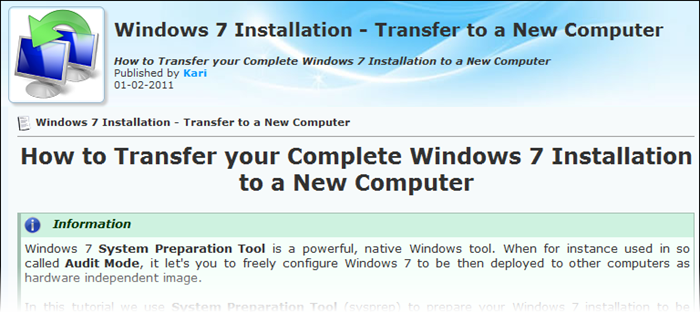 Windows 7 Installation - Transfer to a New Computer
How to Transfer your Complete Windows 7 Installation to a New Computer
Published by Kari
01-02-2011
Windows 7 Installation - Transfer to a New Computer
How to Transfer your Complete Windows 7 Installation
to a New Computer
Information
Windows 7 System Preparation Tool is a powerful, native Windows tool. When for instance used in so
called Audit Mode, it let's you to freely configure Windows 7 to be then deployed to other computers as
hardware independent image.
In this tutorial we use System Preparation Tool (sysprep) to prepare your Windows 7 installation to be